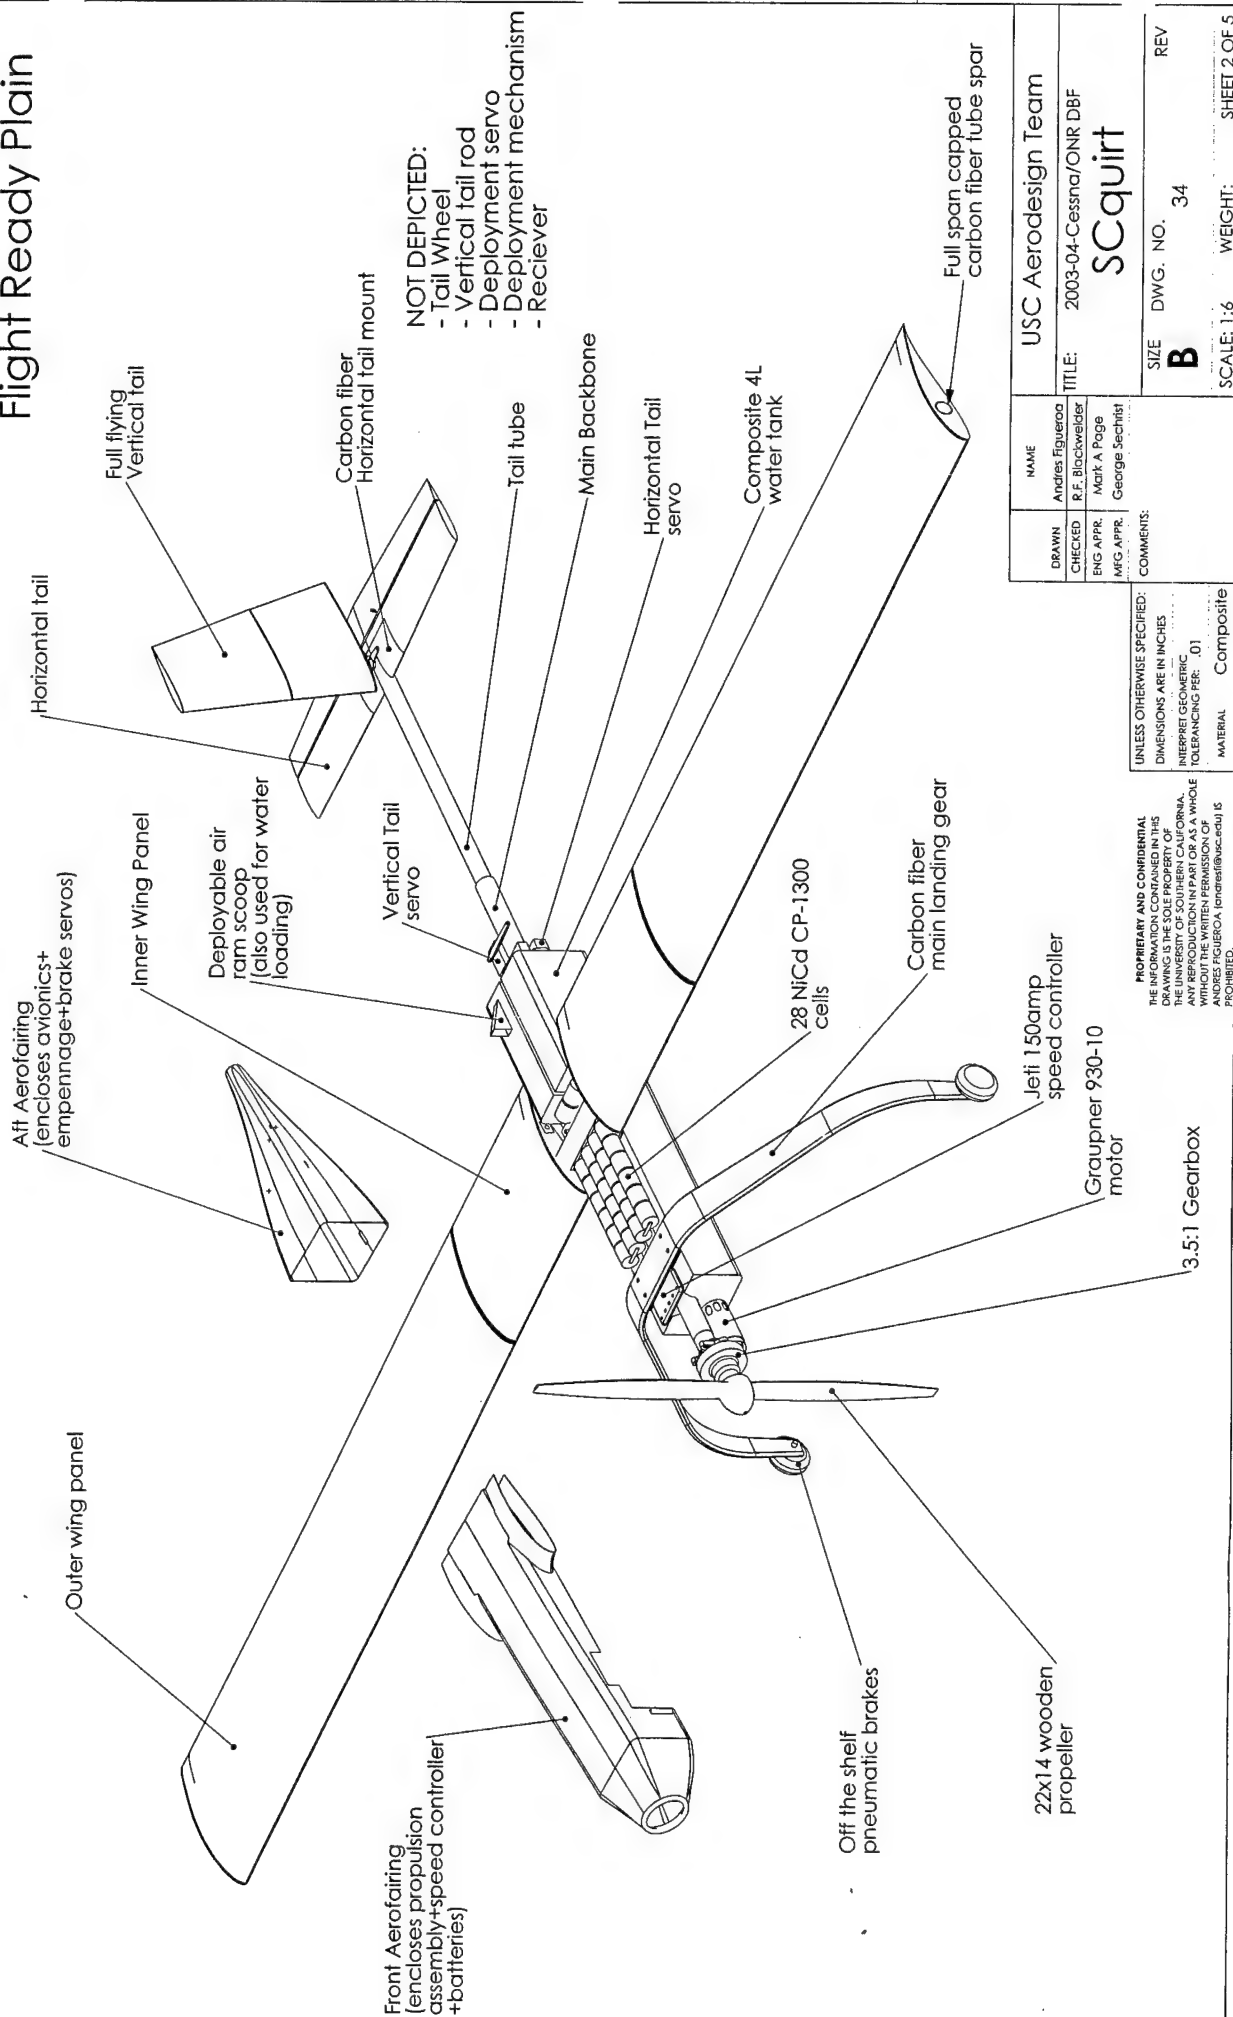 Flight Ready Plain
Outer wing panel
Aft Aerofairing
(encloses avionics+
empennage+brake servos)
Inner Wing Panel
Horizontal tail
Full flying
Vertical tail
Deployable air
ram scoop
(also used for water
loading)
Vertical Tail
servo
Carbon fiber
Horizontal tail mount
NOT DEPICTED:
- Tail Wheel
- Vertical tail rod
- Deployment servo
- Deployment mechanism
- Reciever
Tail tube
Main Backbone
Horizontal Tail
servo
Composite 4L
water tank
Full span capped
carbon fiber tube spar
Front Aerofairing
(encloses propulsion
assembly+speed controller
+batteries)
28 NiCd CP-1300
cells
Carbon fiber
main landing gear
Jeti 150amp
speed controller
Graupner 930-10
motor
3.5:1 Gearbox
Off the shelf
pneumatic brakes
22x14 wooden
propeller
PROPRIETARY AND CONFIDENTIAL
THE INFORMATION CONTAINED IN THIS
DRAWING IS THE SOLE PROPERTY OF
THE UNIVERSITY OF SOUTHERN CALIFORNIA.
ANY REPRODUCTION IN PART OR AS A WHOLE
WITHOUT THE WRITTEN PERMISSION OF
ANDRES FIGUEROA (andresf@usc.edu) IS
PROHIBITED.
UNLESS OTHERWISE SPECIFIED:
DIMENSIONS ARE IN INCHES
INTERPRET GEOMETRIC
TOLERANCING PER: .01
MATERIAL Composite
NAME
DRAWN Andres Figueroa
CHECKED R.F. Blackwelder
ENG APPR. Mark A Page
MFG APPR. George Sechrist
COMMENTS:
USC Aerodesign Team
TITLE: 2003-04-Cessna/ONR DBF
SCquirt
SIZE DWG. NO. REV
B 34
SCALE: 1:6 WEIGHT: SHEET 2 OF 5